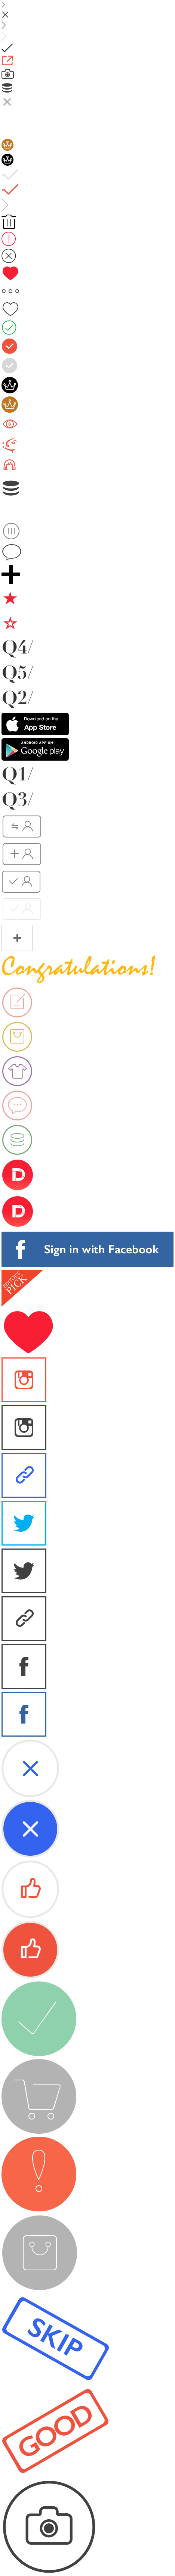 Q4/
Q5/
Q2/
Download on the
App Store
ANDROID APP ON
Google play
Q1/
Q3/
Congratulations!
D
D
f Sign in with Facebook
EDITOR'S
PICK
f
f
SKIP
GOOD